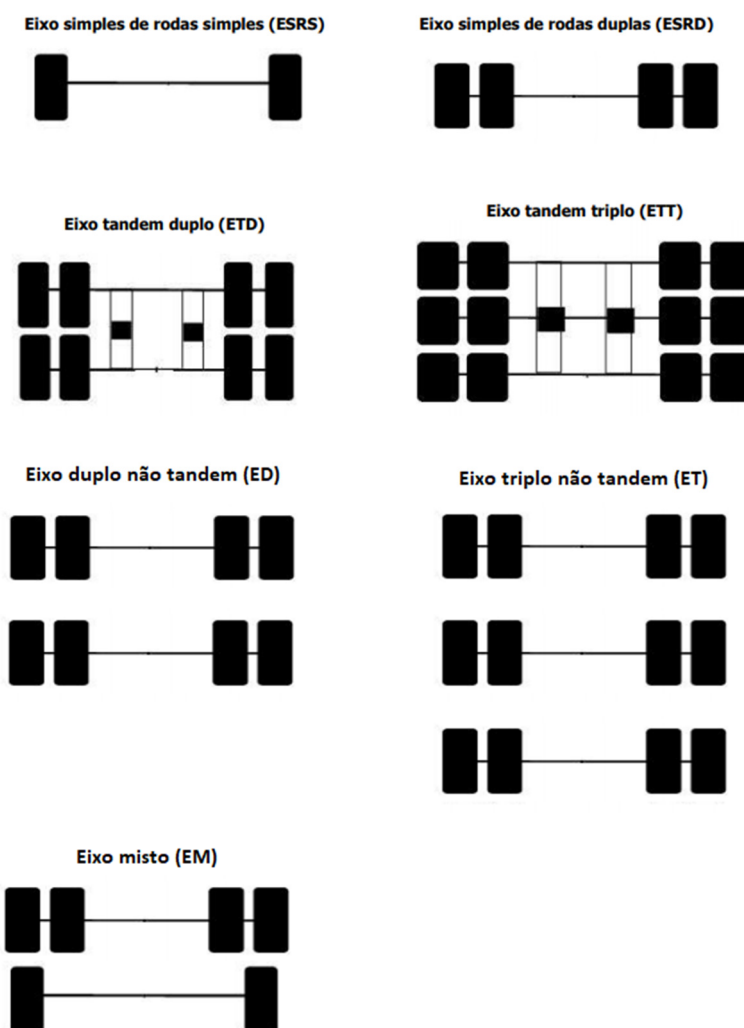 Eixo simples de rodas simples (ESRS)
Eixo simples de rodas duplas (ESRD)
Eixo tandem duplo (ETD)
Eixo tandem triplo (ETT)
Eixo duplo não tandem (ED)
Eixo triplo não tandem (ET)
Eixo misto (EM)